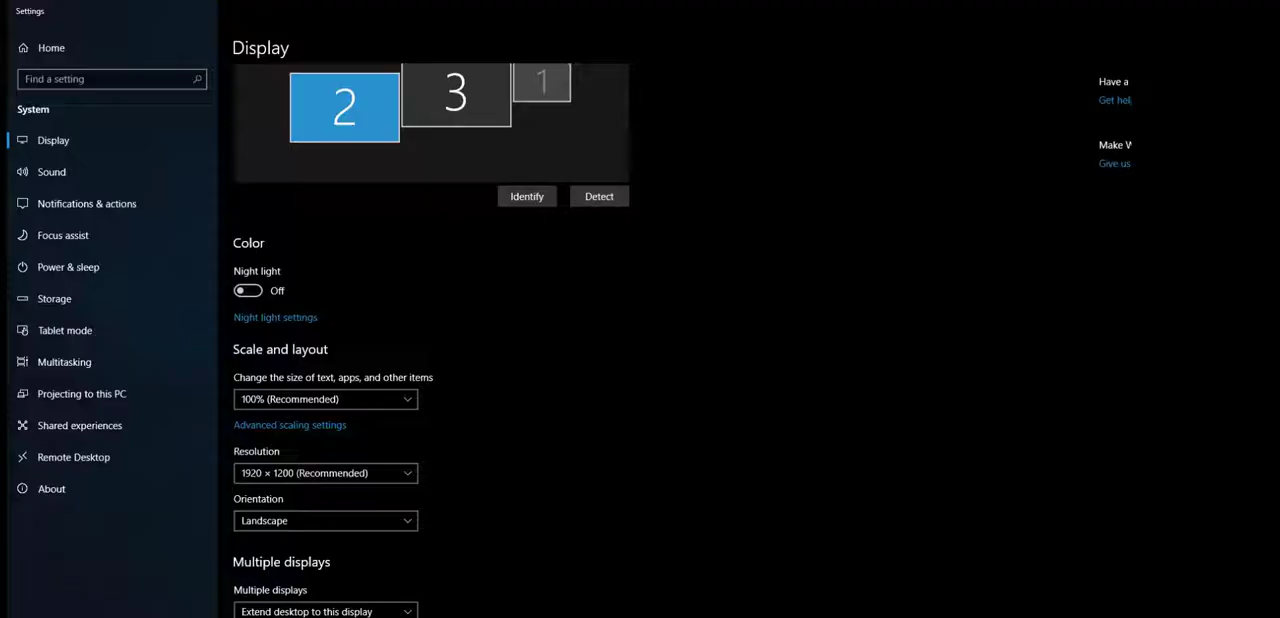 Settings
Home
Find a setting
System
Display
Sound
Notifications & actions
Focus assist
Power & sleep
Storage
Tablet mode
Multitasking
Projecting to this PC
Shared experiences
Remote Desktop
About
Display
2
3
1
Identify
Detect
Color
Night light
Off
Night light settings
Scale and layout
Change the size of text, apps, and other items
100% (Recommended)
Advanced scaling settings
Resolution
1920 × 1200 (Recommended)
Orientation
Landscape
Multiple displays
Multiple displays
Extend desktop to this display
Have a
Get hel
Make W
Give us